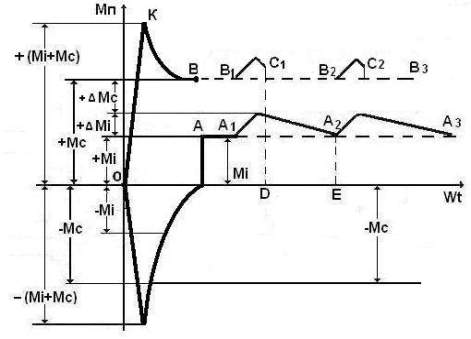 Мп
К
+(Mi+Mc)
B B₁ C₁ B₂ C₂ B₃
+ΔMc
+ΔMi
+Mc
+Mi
A A₁ A₂ A₃
O
Mi
D E Wt
-Mi
-Mc
-Mc
-(Mi+Mc)